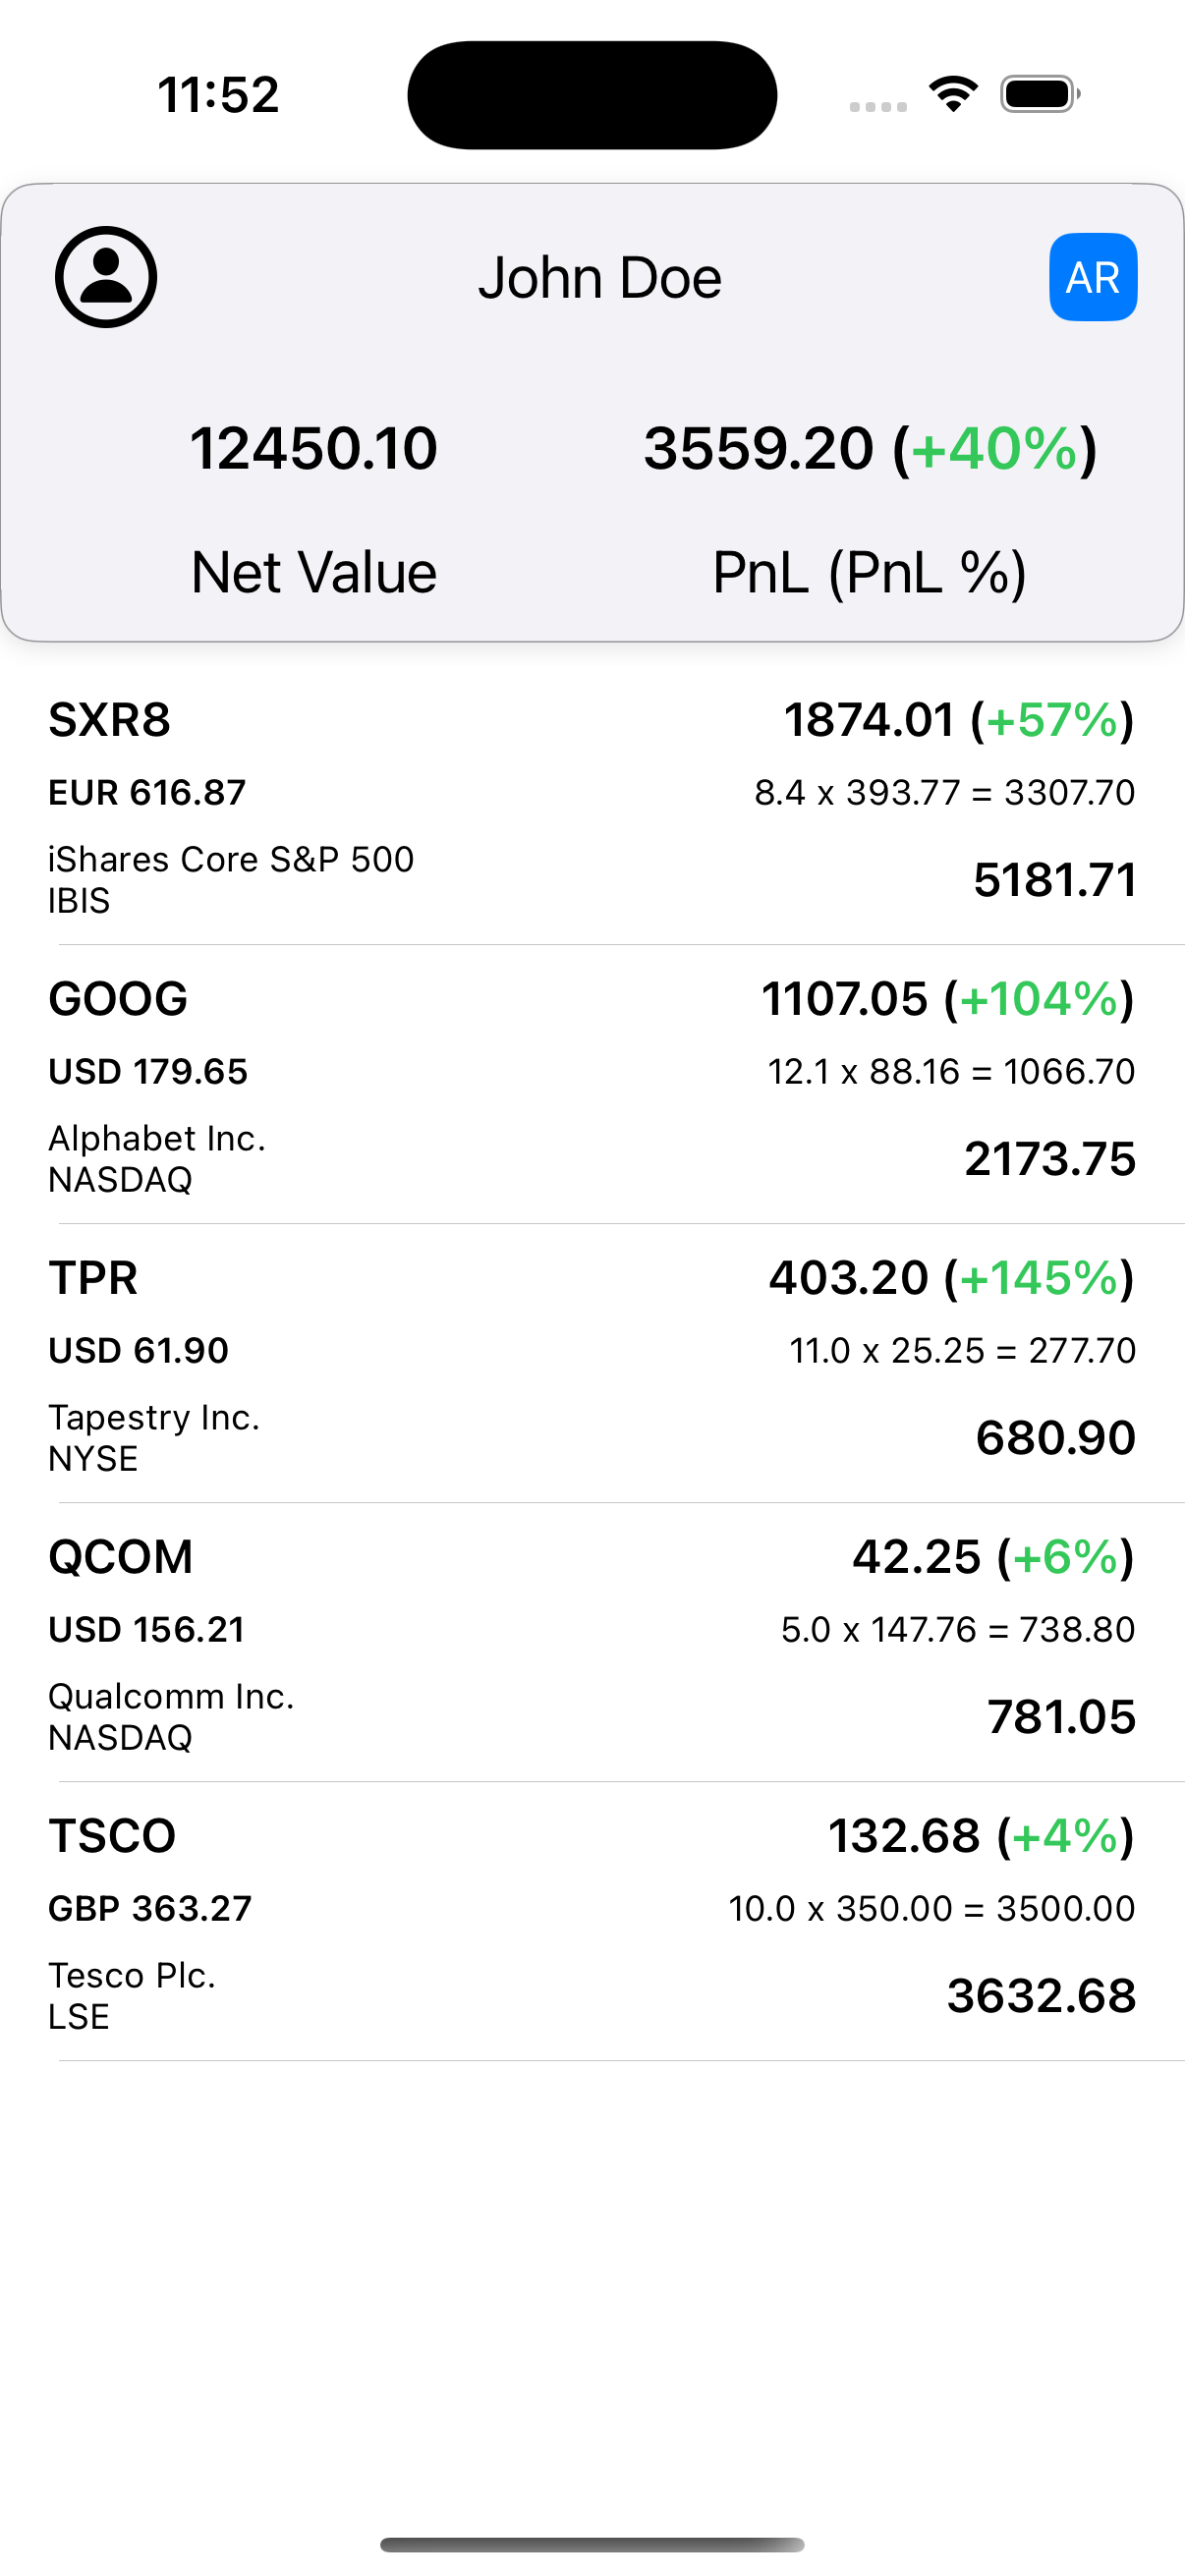 11:52
John Doe
AR
12450.10
3559.20 (+40%)
Net Value
PnL (PnL %)
SXR8
1874.01 (+57%)
EUR 616.87
8.4 x 393.77 = 3307.70
iShares Core S&P 500
IBIS
5181.71
GOOG
1107.05 (+104%)
USD 179.65
12.1 x 88.16 = 1066.70
Alphabet Inc.
NASDAQ
2173.75
TPR
403.20 (+145%)
USD 61.90
11.0 x 25.25 = 277.70
Tapestry Inc.
NYSE
680.90
QCOM
42.25 (+6%)
USD 156.21
5.0 x 147.76 = 738.80
Qualcomm Inc.
NASDAQ
781.05
TSCO
132.68 (+4%)
GBP 363.27
10.0 x 350.00 = 3500.00
Tesco Plc.
LSE
3632.68